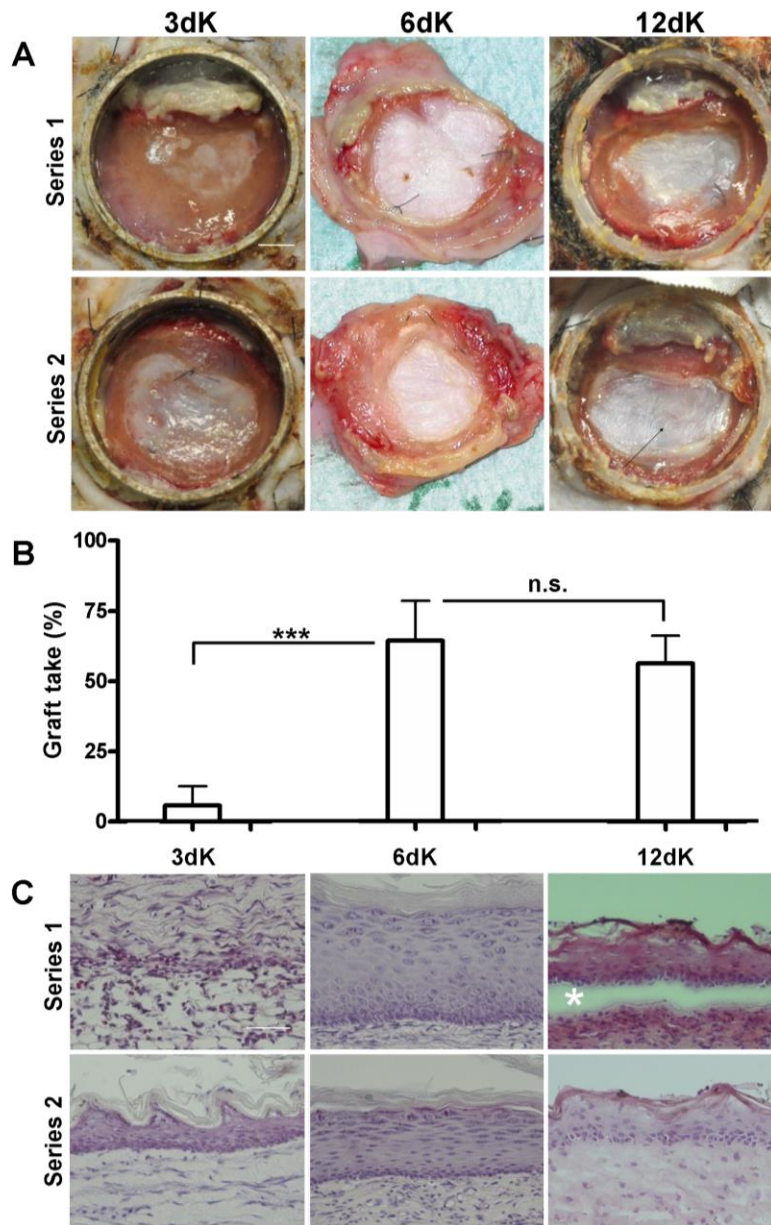 3dK 6dK 12dK
A
Series 1
Series 2
B
100
75
50
25
0
Graft take (%)
***
n.s.
3dK 6dK 12dK
C
Series 1
*
Series 2